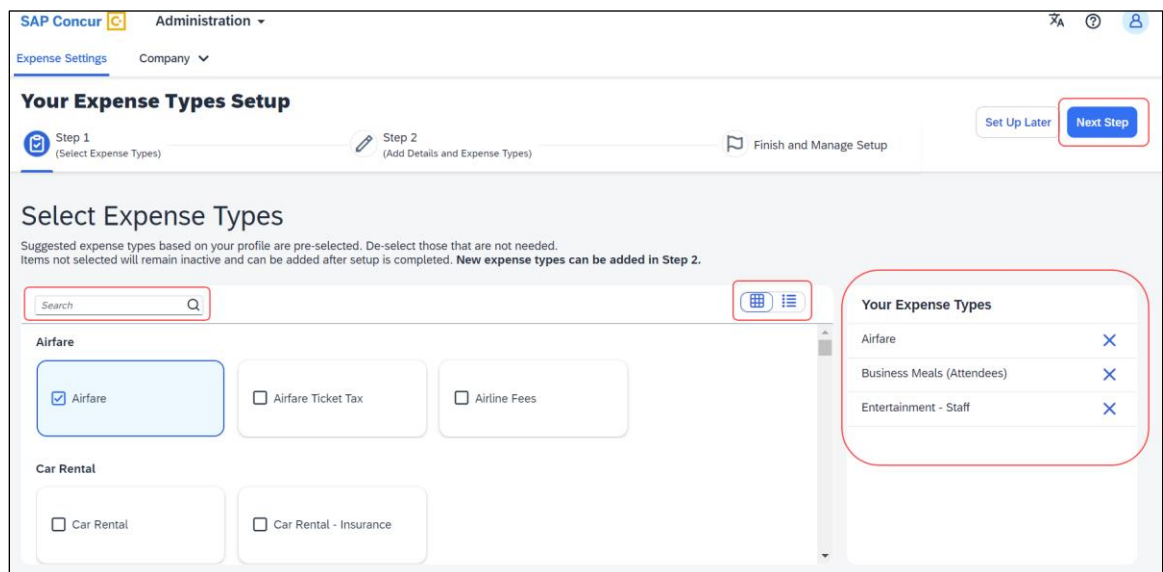 SAP Concur C Administration
Expense Settings Company
Your Expense Types Setup
Step 1
(Select Expense Types)
Step 2
(Add Details and Expense Types)
Finish and Manage Setup
Set Up Later
Next Step
Select Expense Types
Suggested expense types based on your profile are pre-selected. De-select those that are not needed.
Items not selected will remain inactive and can be added after setup is completed. New expense types can be added in Step 2.
Search
Airfare
Airfare
Airfare Ticket Tax
Airline Fees
Car Rental
Car Rental
Car Rental - Insurance
Your Expense Types
Airfare
Business Meals (Attendees)
Entertainment - Staff